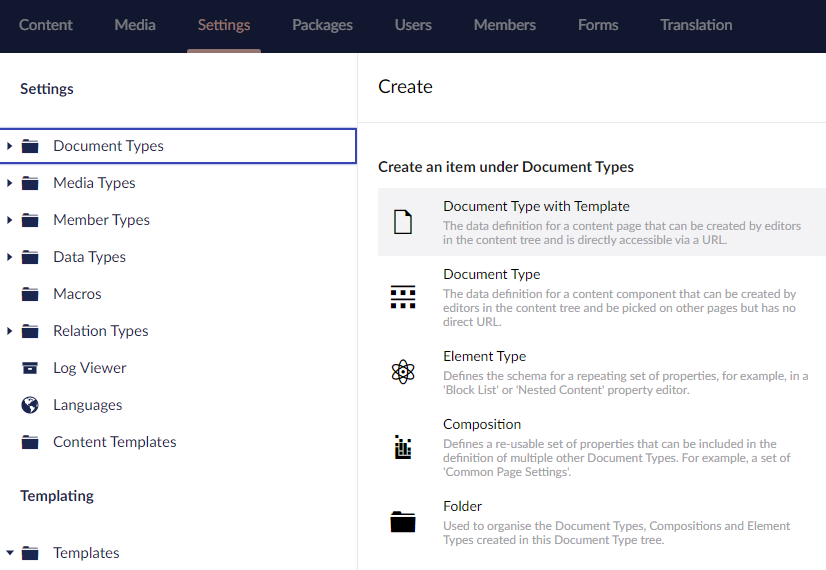 Content Media Settings Packages Users Members Forms Translation
Settings
Document Types
Media Types
Member Types
Data Types
Macros
Relation Types
Log Viewer
Languages
Content Templates
Templating
Templates
Create
Create an item under Document Types
Document Type with Template
The data definition for a content page that can be created by editors
in the content tree and is directly accessible via a URL.
Document Type
The data definition for a content component that can be created by
editors in the content tree and be picked on other pages but has no
direct URL.
Element Type
Defines the schema for a repeating set of properties, for example, in a
'Block List' or 'Nested Content' property editor.
Composition
Defines a re-usable set of properties that can be included in the
definition of multiple other Document Types. For example, a set of
'Common Page Settings'.
Folder
Used to organise the Document Types, Compositions and Element
Types created in this Document Type tree.